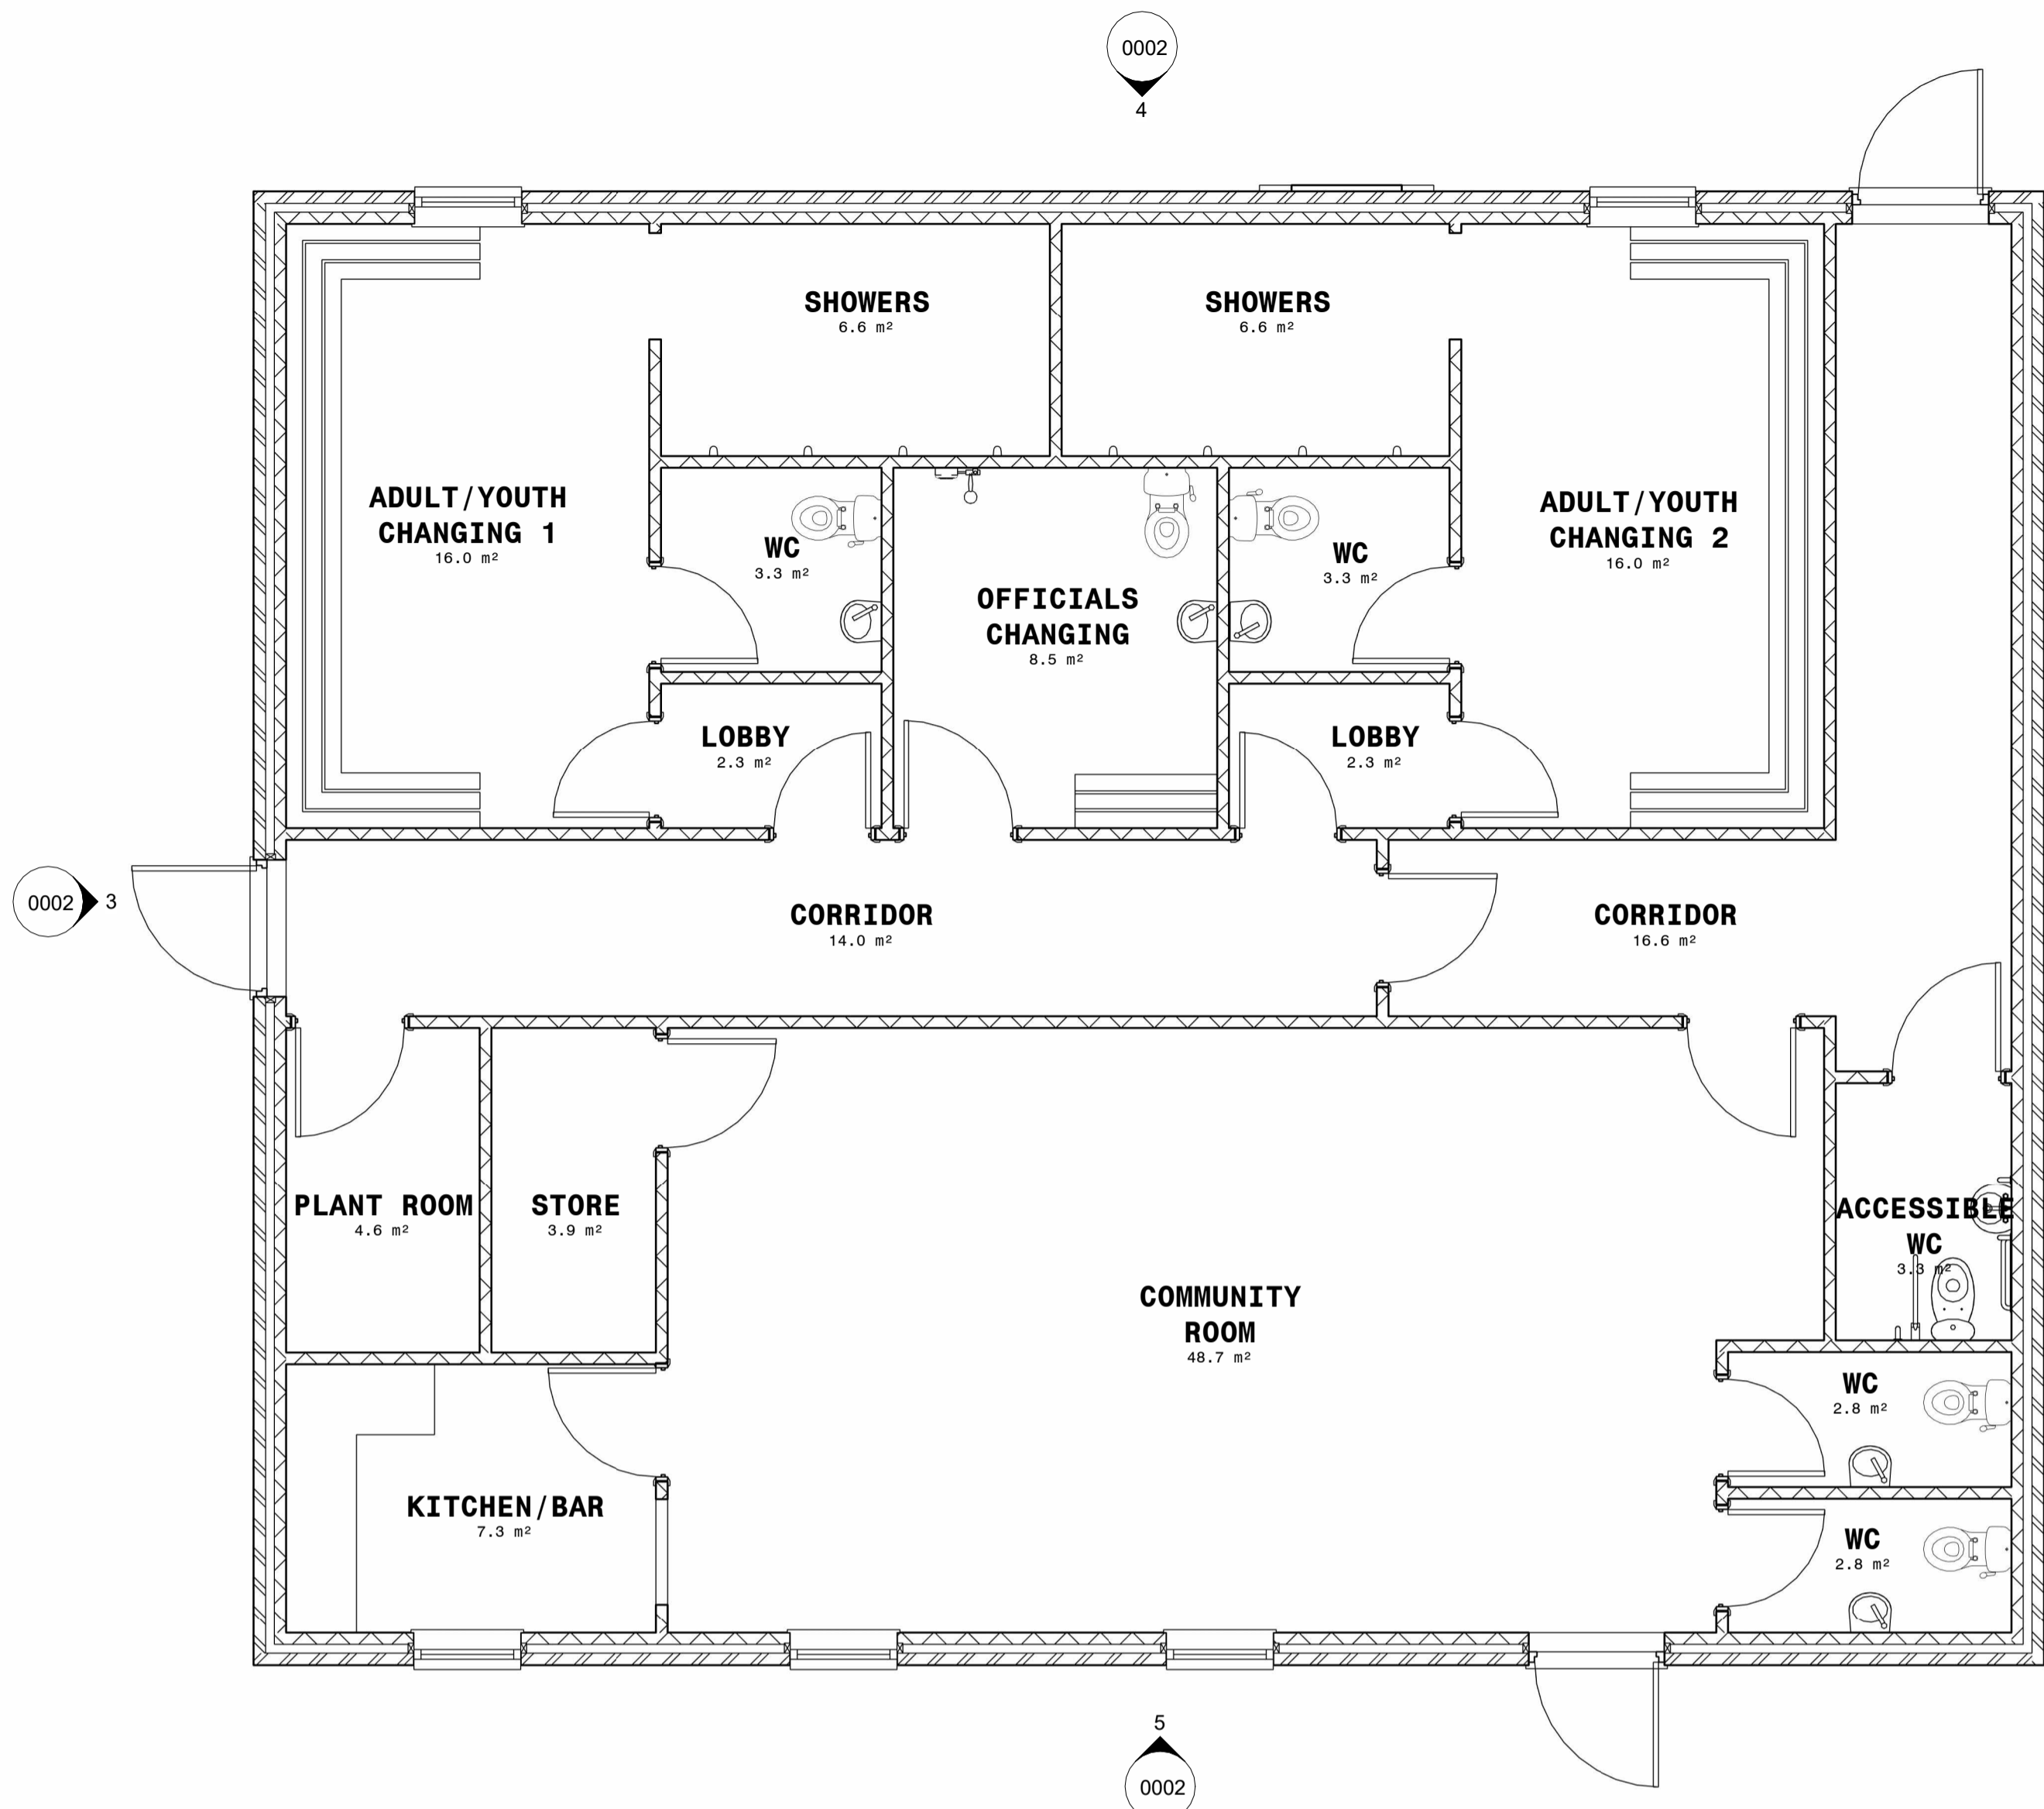 0002
4
SHOWERS
6.6 m²
SHOWERS
6.6 m²
ADULT/YOUTH
CHANGING 1
16.0 m²
WC
3.3 m²
OFFICIALS
CHANGING
8.5 m²
WC
3.3 m²
ADULT/YOUTH
CHANGING 2
16.0 m²
LOBBY
2.3 m²
LOBBY
2.3 m²
0002
3
CORRIDOR
14.0 m²
CORRIDOR
16.6 m²
PLANT ROOM
4.6 m²
STORE
3.9 m²
ACCESSIBLE
WC
3.3 m²
COMMUNITY
ROOM
48.7 m²
WC
2.8 m²
KITCHEN/BAR
7.3 m²
WC
2.8 m²
5
0002